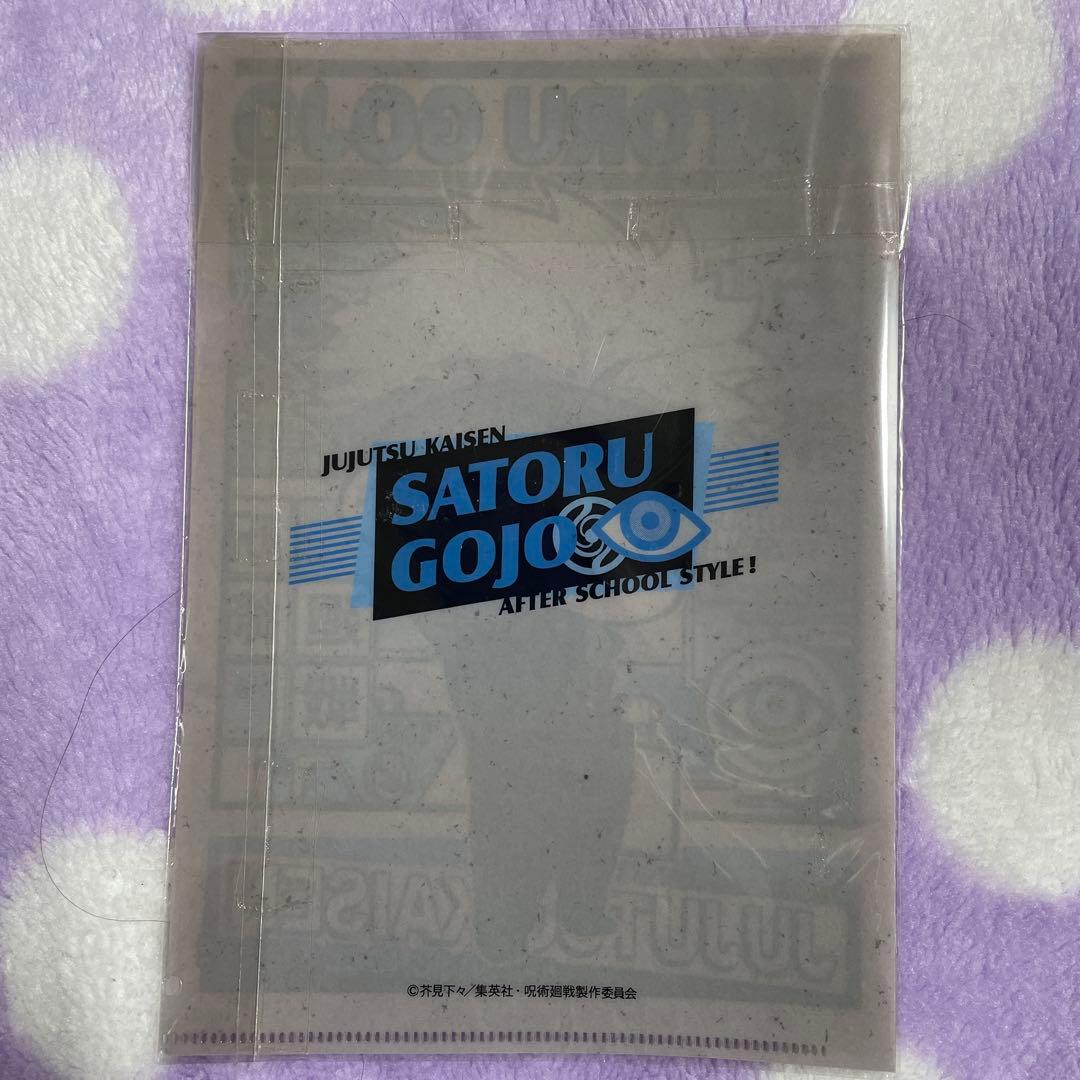 JUJUTSU KAISEN
SATORU
GOJO
AFTER SCHOOL STYLE!
©芥見下々/集英社・呪術廻戦製作委員会